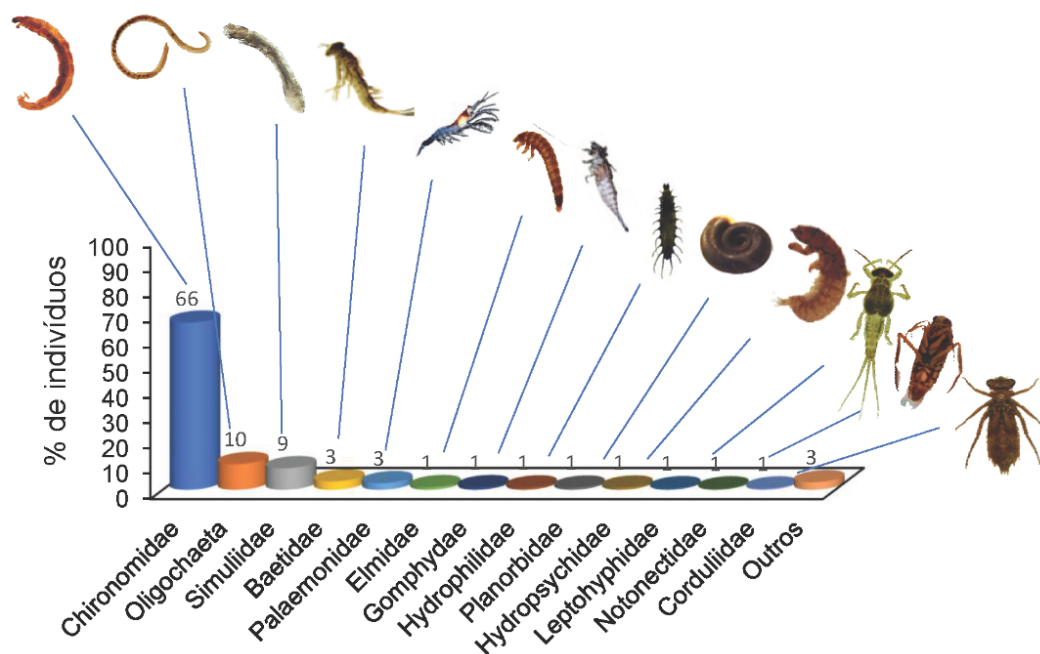 % de invíduos
100
90
80
70
60
50
40
30
20
10
0
66
10
9
3
3
1
1
1
1
1
1
1
1
3
Chironomidae
Oligochaeta
Simuliidae
Baetidae
Palaemonidae
Elmidae
Gomphydae
Hydrophilidae
Planorbidae
Hydropsychidae
Leptohyphidae
Notonectidae
Corduliidae
Outros